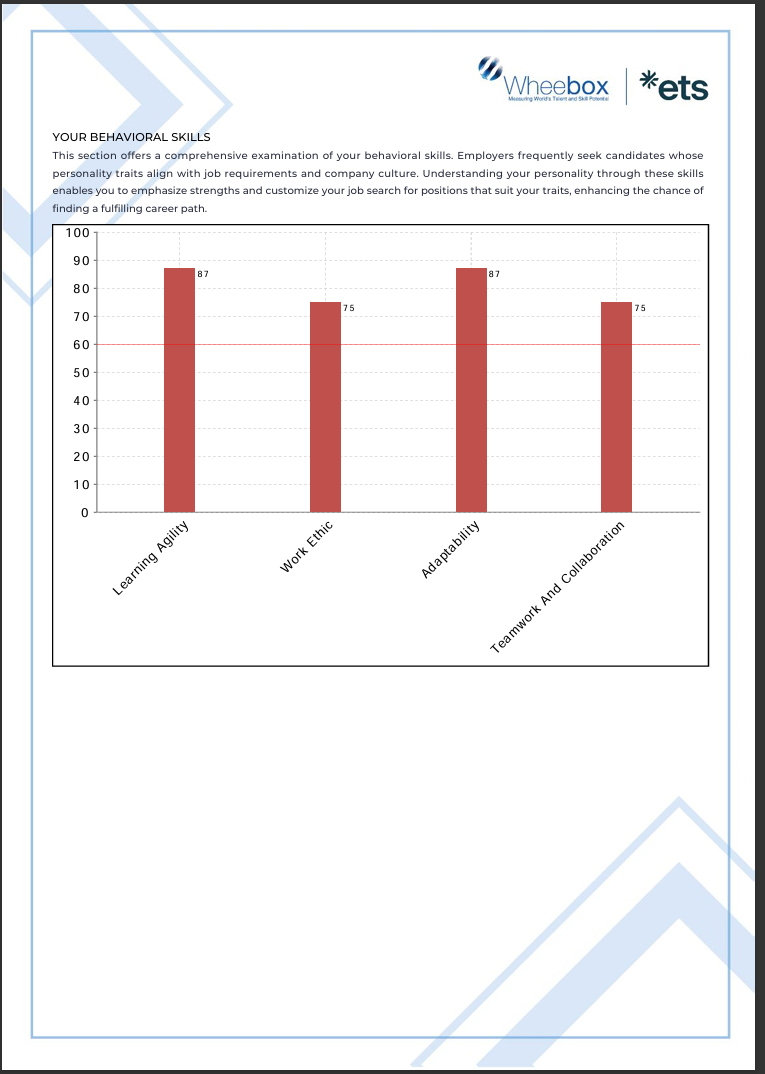 Wheebox
Measuring World's Talent and Skill Potential
*ets
YOUR BEHAVIORAL SKILLS
This section offers a comprehensive examination of your behavioral skills. Employers frequently seek candidates whose
personality traits align with job requirements and company culture. Understanding your personality through these skills
enables you to emphasize strengths and customize your job search for positions that suit your traits, enhancing the chance of
finding a fulfilling career path.
100
90
80
70
60
50
40
30
20
10
0
87
75
87
75
Learning Agility
Work Ethic
Adaptability
Teamwork And Collaboration